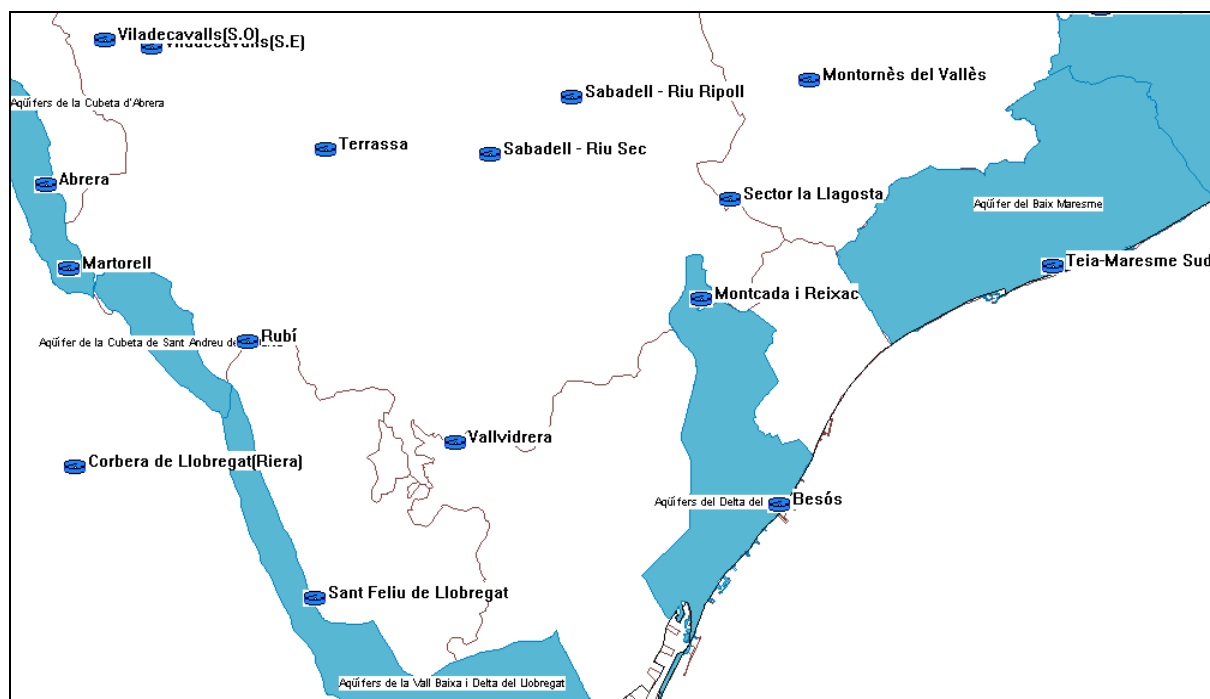 Viladecavalls(S.O)
Viladecavalls(S.E)
Montornès del Vallès
Sabadell - Riu Ripoll
Aqüífers de la Cubeta d'Abrera
Terrassa
Sabadell - Riu Sec
Abrera
Sector la Llagosta
Aqüífer del Baix Maresme
Martorell
Teia-Maresme Sud
Montcada i Reixac
Rubí
Aqüífer de la Cubeta de Sant Andreu de
Vallvidrera
Corbera de Llobregat(Riera)
Aqüífers del Delta del
Besós
Sant Feliu de Llobregat
Aqüífers de la Vall Baixa i Delta del Llobregat